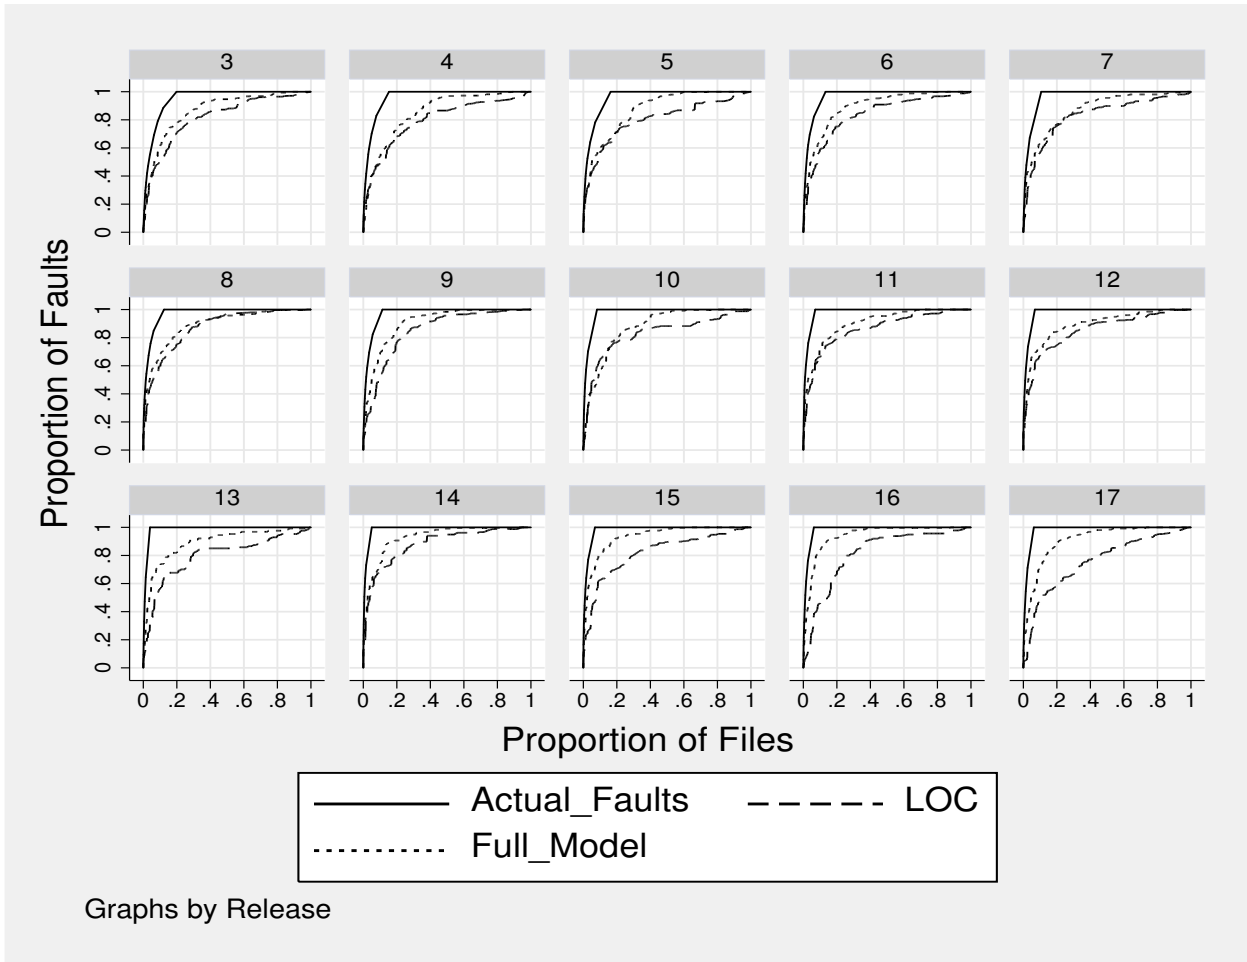 3 4 5 6 7
1
.8
.6
.4
.2
0
8 9 10 11 12
1
.8
.6
.4
.2
0
13 14 15 16 17
1
.8
.6
.4
.2
0
0 .2 .4 .6 .8 1 0 .2 .4 .6 .8 1 0 .2 .4 .6 .8 1 0 .2 .4 .6 .8 1 0 .2 .4 .6 .8 1
Proportion of Faults
Proportion of Files
Actual_Faults LOC
Full_Model
Graphs by Release